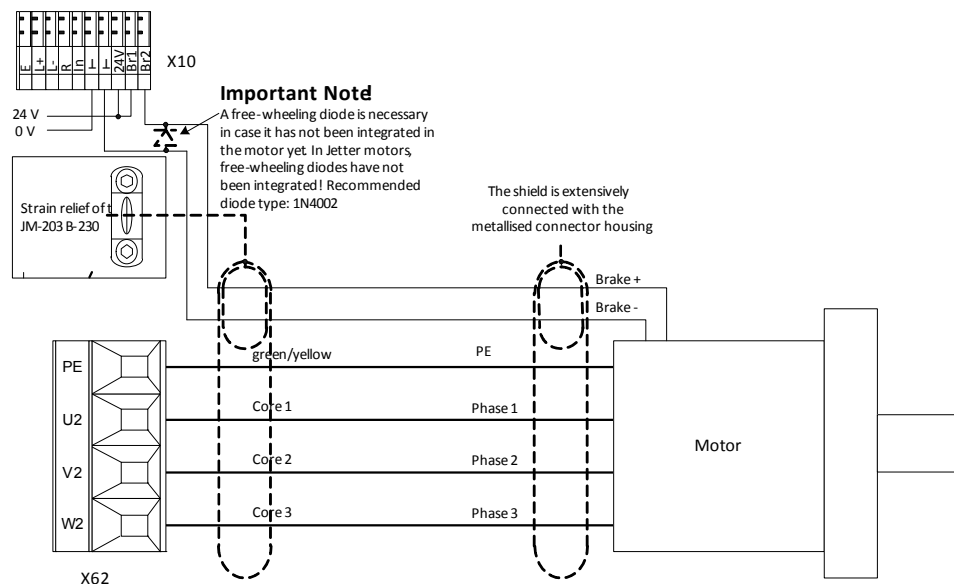 E
L+
L-
R
In
⊥
⊥
24V
Br1
Br2
X10
24 V
0 V
Important Note!
A free-wheeling diode is necessary
in case it has not been integrated in
the motor yet. In Jetter motors,
free-wheeling diodes have not
been integrated! Recommended
diode type: 1N4002
Strain relief of t
JM-203 B-230
The shield is extensively
connected with the
metallised connector housing
Brake +
Brake -
PE
green/yellow
PE
U2
Core 1
Phase 1
V2
Core 2
Phase 2
W2
Core 3
Phase 3
Motor
X62